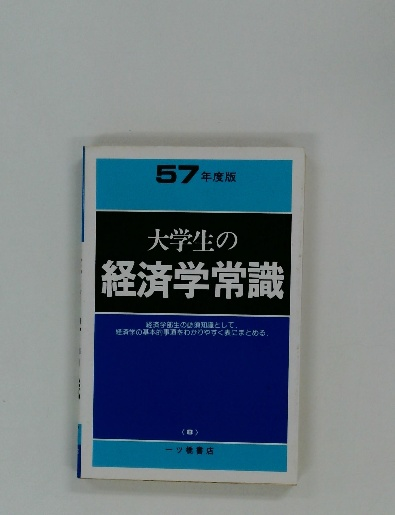 57年度版
大学生の
経済学常識
経済学部生の必須知識として、
経済学の基本的事項をわかりやすく表にまとめる。
一ツ橋書店